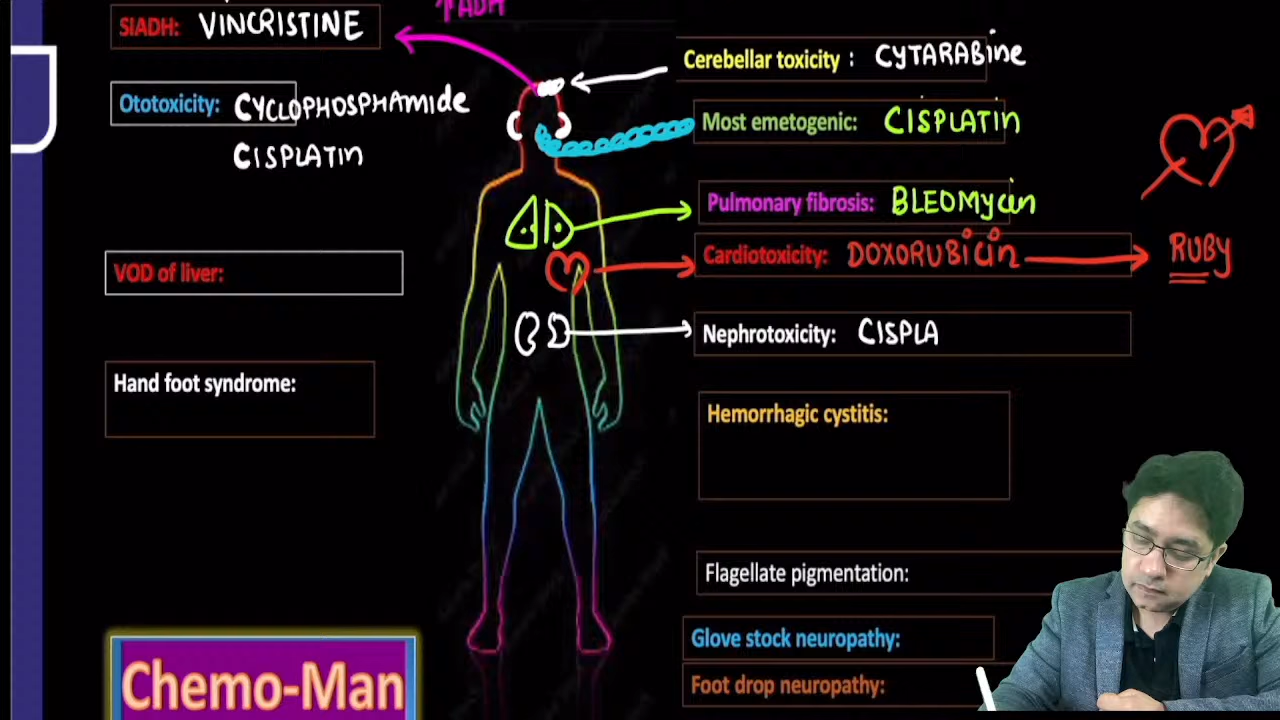 ↑ADH
SIADH: VINCRISTINE
Ototoxicity: CYCLOPHOSPHAMIDE
CISPLATIN
VOD of liver:
Hand foot syndrome:
Chemo-Man
Cerebellar toxicity : CYTARABINE
Most emetogenic: CISPLATIN
Pulmonary fibrosis: BLEOMYCIN
Cardiotoxicity: DOXORUBICIN → RUBY
Nephrotoxicity: CISPLA
Hemorrhagic cystitis:
Flagellate pigmentation:
Glove stock neuropathy:
Foot drop neuropathy: